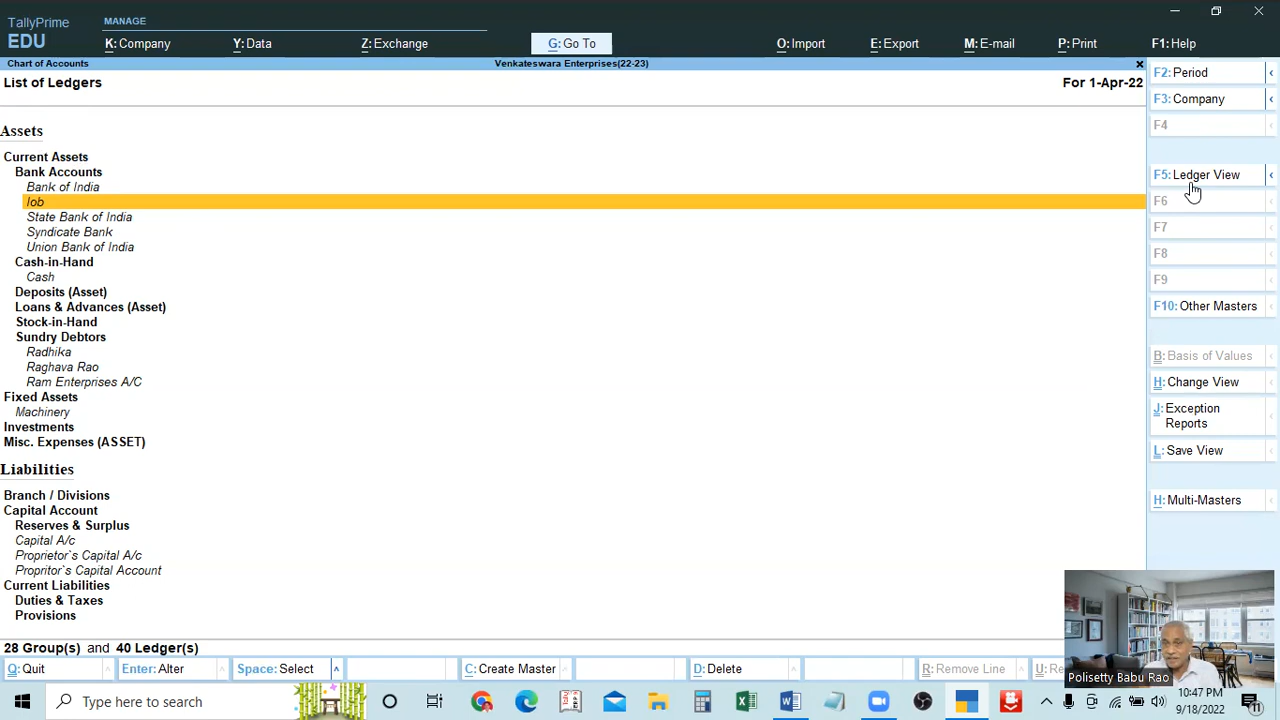 TallyPrime
EDU
MANAGE
K: Company
Y: Data
Z: Exchange
G: Go To
O: Import
E: Export
M: E-mail
P: Print
F1: Help
Chart of Accounts
Venkateswara Enterprises(22-23)
List of Ledgers
For 1-Apr-22
Assets
Current Assets
Bank Accounts
Bank of India
Iob
State Bank of India
Syndicate Bank
Union Bank of India
Cash-in-Hand
Cash
Deposits (Asset)
Loans & Advances (Asset)
Stock-in-Hand
Sundry Debtors
Radhika
Raghava Rao
Ram Enterprises A/C
Fixed Assets
Machinery
Investments
Misc. Expenses (ASSET)
Liabilities
Branch / Divisions
Capital Account
Reserves & Surplus
Capital A/c
Proprietor`s Capital A/c
Propritor`s Capital Account
Current Liabilities
Duties & Taxes
Provisions
28 Group(s) and 40 Ledger(s)
F2: Period
F3: Company
F4
F5: Ledger View
F6
F7
F8
F9
F10: Other Masters
B: Basis of Values
H: Change View
J: Exception
Reports
L: Save View
H: Multi-Masters
Q: Quit
Enter: Alter
Space: Select
C: Create Master
D: Delete
R: Remove Line
U: Re
Polisetty Babu Rao
Type here to search
10:47 PM
9/18/2022
11